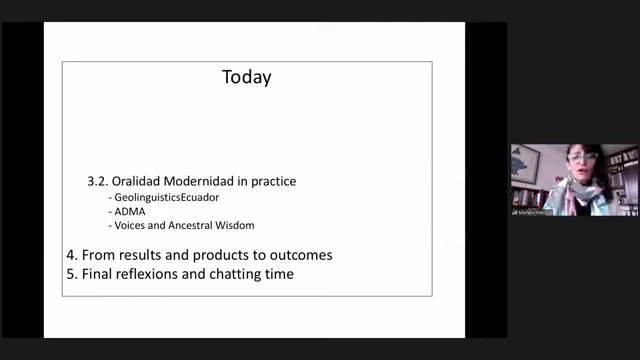 Today
3.2. Oralidad Modernidad in practice
- GeolinguisticsEcuador
- ADMA
- Voices and Ancestral Wisdom
4. From results and products to outcomes
5. Final reflexions and chatting time